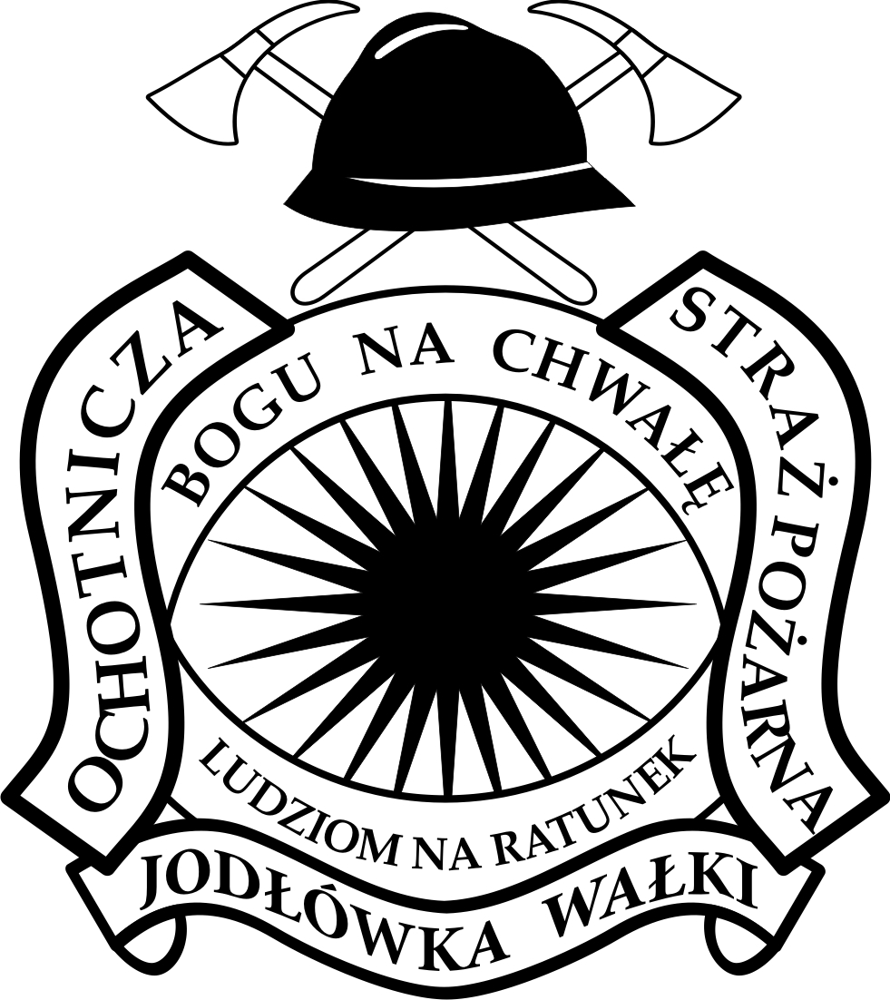 OCHOTNICZA
STRAŻ POŻARNA
BOGU NA CHWAŁĘ
LUDZIOM NA RATUNEK
JODŁÓWKA WAŁKI